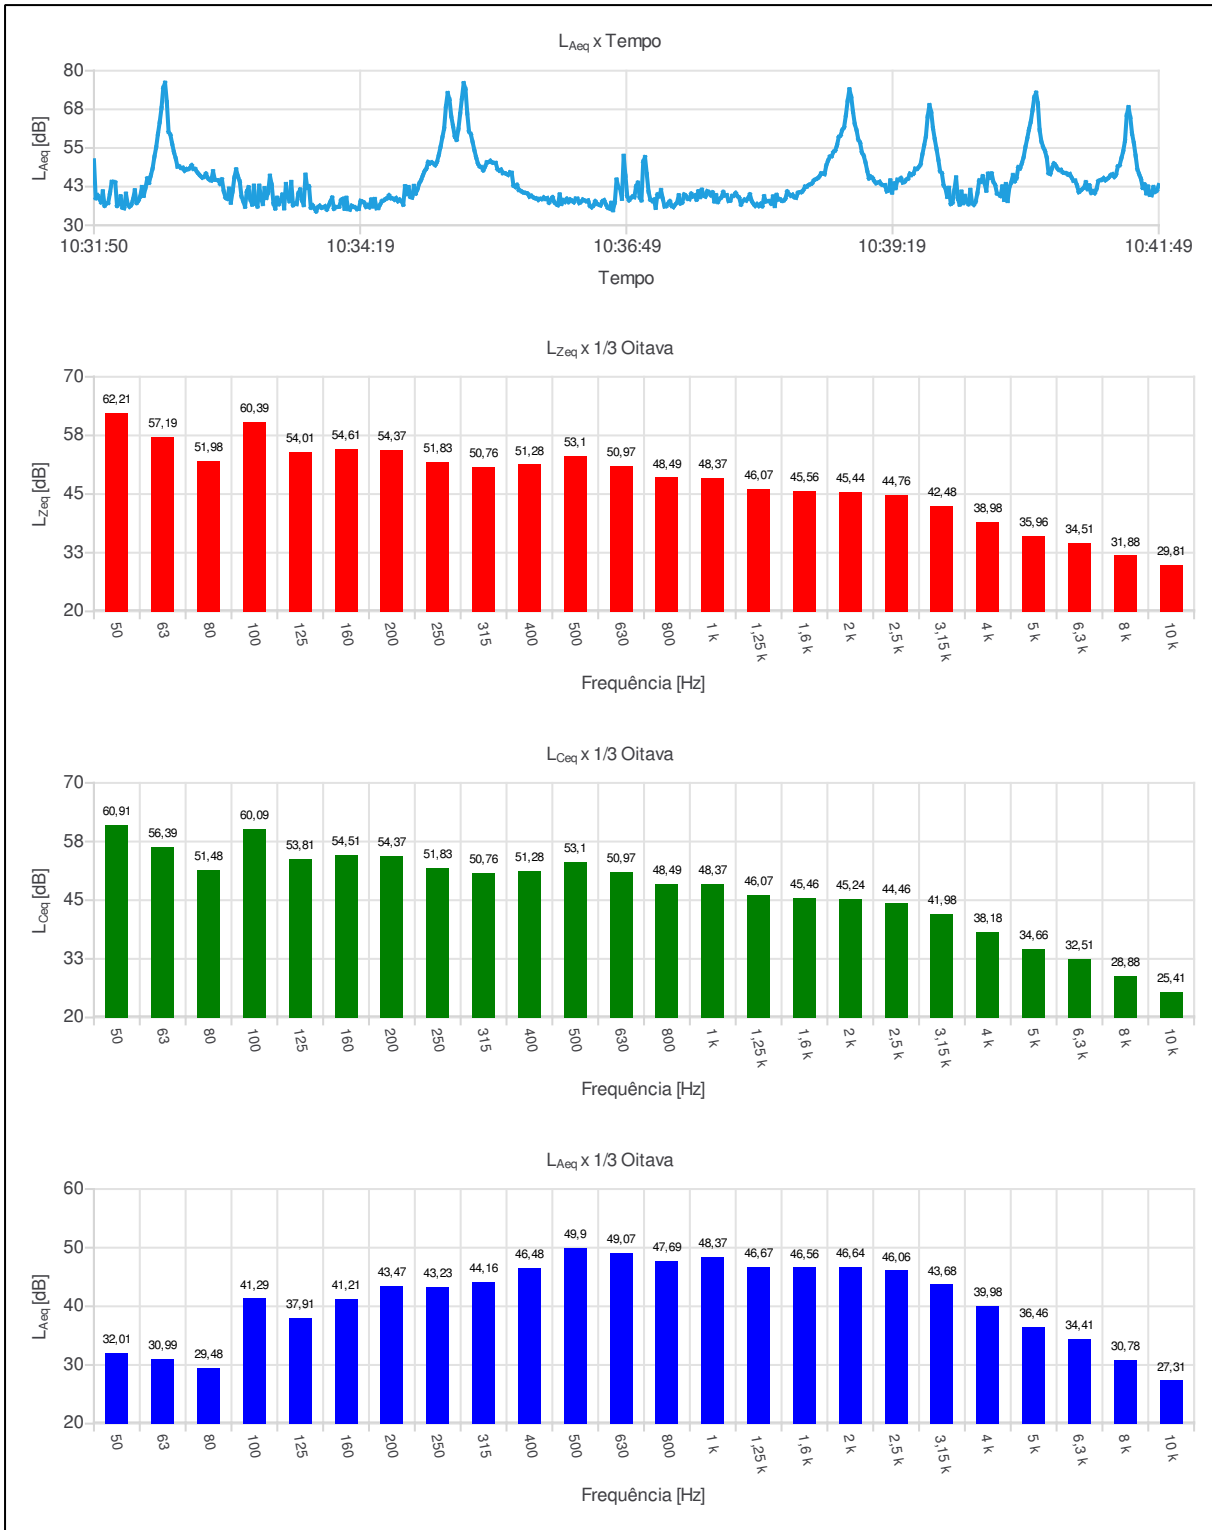 LAeq x Tempo
80
68
55
43
30
LAeq [dB]
10:31:50 10:34:19 10:36:49 10:39:19 10:41:49
Tempo
LZeq x 1/3 Oitava
70
58
45
33
20
LZeq [dB]
62,21 57,19 51,98 60,39 54,01 54,61 54,37 51,83 50,76 51,28 53,1 50,97 48,49 48,37 46,07 45,56 45,44 44,76 42,48 38,98 35,96 34,51 31,88 29,81
50 63 80 100 125 160 200 250 315 400 500 630 800 1 k 1,25 k 1,6 k 2 k 2,5 k 3,15 k 4 k 5 k 6,3 k 8 k 10 k
Frequência [Hz]
LCeq x 1/3 Oitava
70
58
45
33
20
LCeq [dB]
60,91 56,39 51,48 60,09 53,81 54,51 54,37 51,83 50,76 51,28 53,1 50,97 48,49 48,37 46,07 45,46 45,24 44,46 41,98 38,18 34,66 32,51 28,88 25,41
50 63 80 100 125 160 200 250 315 400 500 630 800 1 k 1,25 k 1,6 k 2 k 2,5 k 3,15 k 4 k 5 k 6,3 k 8 k 10 k
Frequência [Hz]
LAeq x 1/3 Oitava
60
50
40
30
20
LAeq [dB]
32,01 30,99 29,48 41,29 37,91 41,21 43,47 43,23 44,16 46,48 49,9 49,07 47,69 48,37 46,67 46,56 46,64 46,06 43,68 39,98 36,46 34,41 30,78 27,31
50 63 80 100 125 160 200 250 315 400 500 630 800 1 k 1,25 k 1,6 k 2 k 2,5 k 3,15 k 4 k 5 k 6,3 k 8 k 10 k
Frequência [Hz]